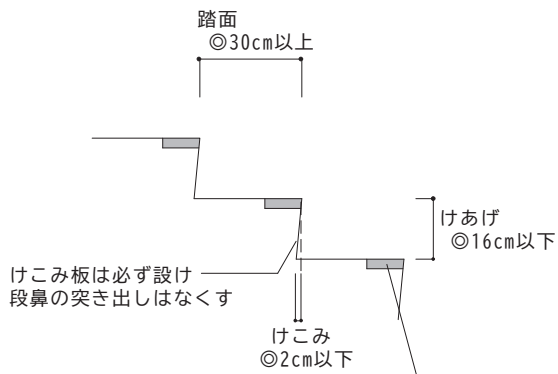 踏面
◎30cm以上
けあげ
◎16cm以下
けこみ板は必ず設け
段鼻の突き出しはなくす
けこみ
◎2cm以下